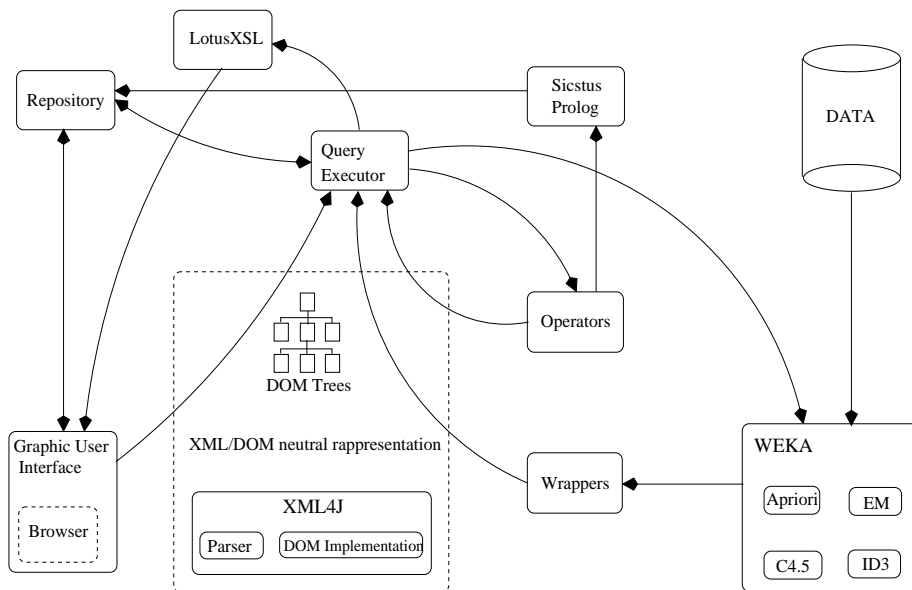 LotusXSL
Repository
Sicstus
Prolog
DATA
Query
Executor
Operators
DOM Trees
Graphic User
Interface
Browser
XML/DOM neutral rappresentation
XML4J
Parser
DOM Implementation
Wrappers
WEKA
Apriori
EM
C4.5
ID3